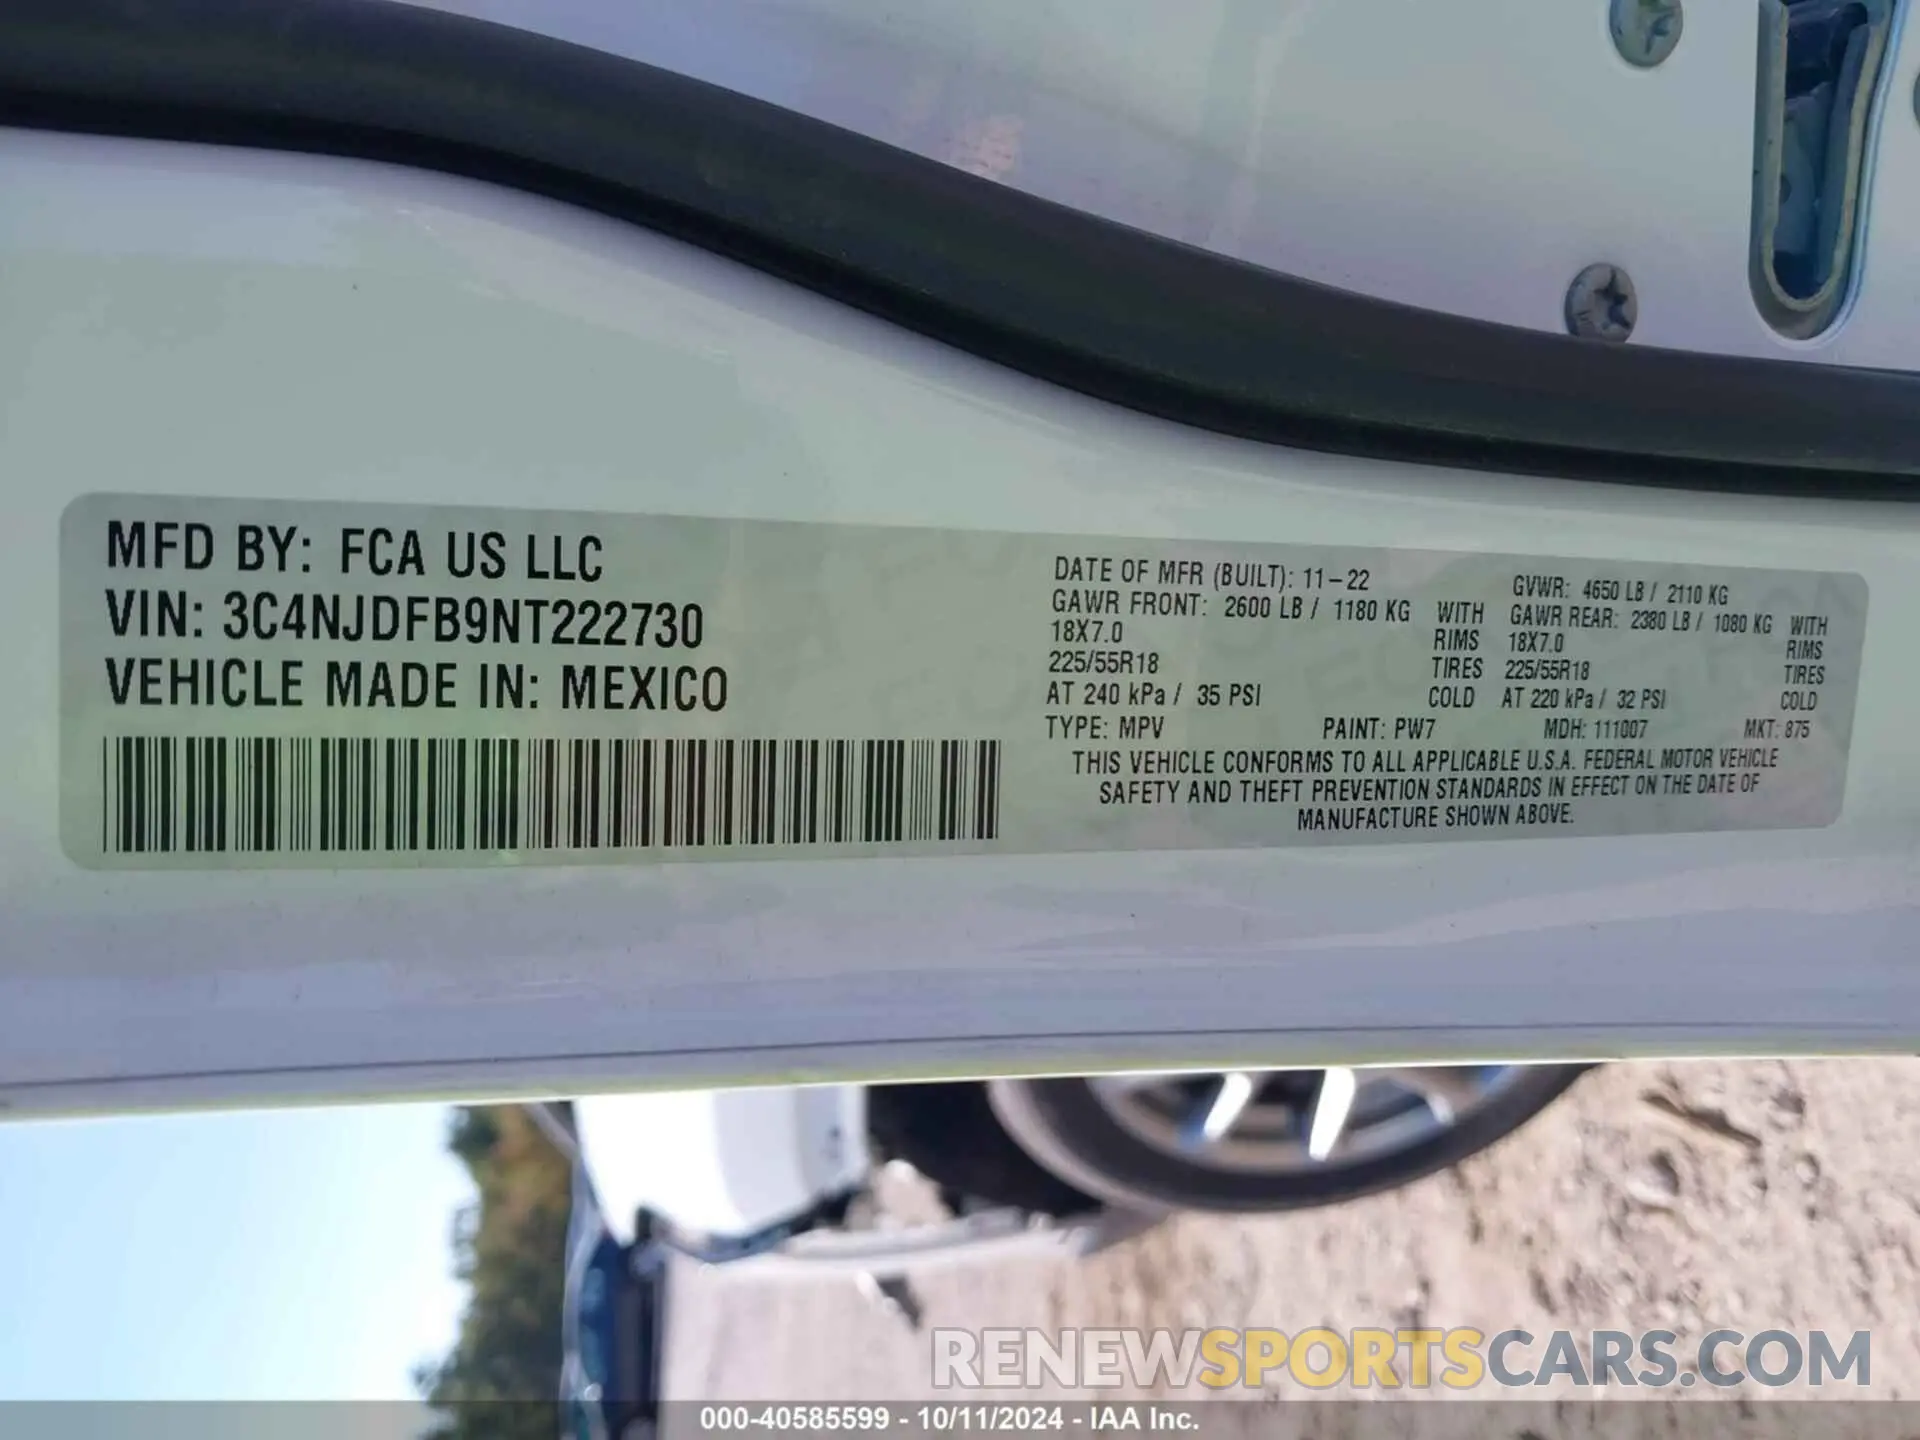 MFD BY: FCA US LLC
VIN: 3C4NJDFB9NT222730
VEHICLE MADE IN: MEXICO
DATE OF MFR (BUILT): 11-22 GVWR: 4650 LB / 2110 KG
GAWR FRONT: 2600 LB / 1180 KG WITH GAWR REAR: 2380 LB / 1080 KG WITH
18X7.0 RIMS 18X7.0 RIMS
225/55R18 TIRES 225/55R18 TIRES
AT 240 kPa / 35 PSI COLD AT 220 kPa / 32 PSI COLD
TYPE: MPV PAINT: PW7 MDH: 111007 MKT: 875
THIS VEHICLE CONFORMS TO ALL APPLICABLE U.S.A. FEDERAL MOTOR VEHICLE
SAFETY AND THEFT PREVENTION STANDARDS IN EFFECT ON THE DATE OF
MANUFACTURE SHOWN ABOVE.
RENEWSPORTSCARS.COM
000-40585599 - 10/11/2024 - IAA Inc.